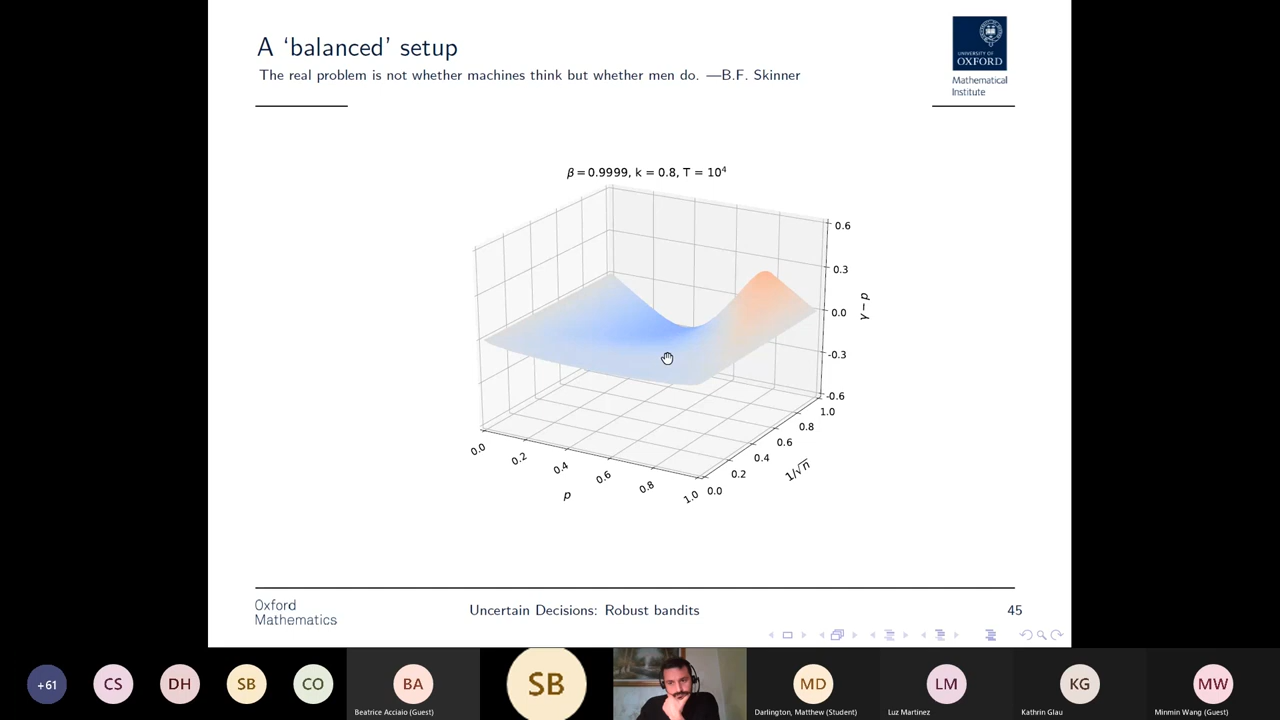 A ‘balanced’ setup
The real problem is not whether machines think but whether men do. —B.F. Skinner
UNIVERSITY OF
OXFORD
Mathematical
Institute
β = 0.9999, k = 0.8, T = 10⁴
0.6
0.3
0.0
-0.3
-0.6
γ − p
1.0
0.8
0.6
0.4
0.2
0.0
1/√n
0.0
0.2
0.4
0.6
0.8
1.0
p
Oxford
Mathematics
Uncertain Decisions: Robust bandits
45
+61
CS
DH
SB
CO
BA
Beatrice Acciaio (Guest)
SB
MD
Darlington, Matthew (Student)
LM
Luz Martinez
KG
Kathrin Glau
MW
Minmin Wang (Guest)